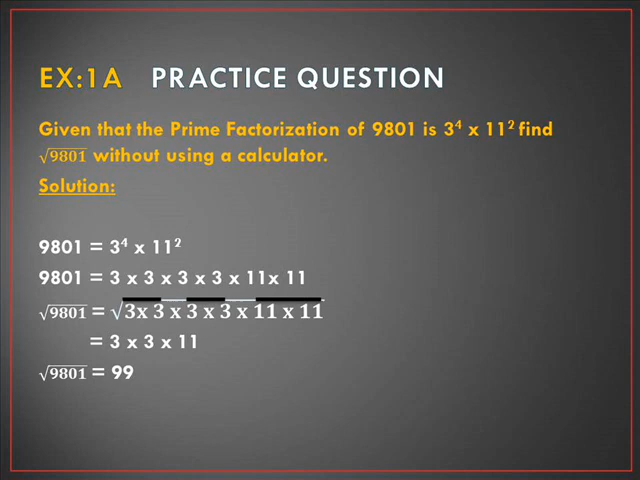 EX:1A PRACTICE QUESTION
Given that the Prime Factorization of 9801 is 3⁴ x 11² find
√9801 without using a calculator.
Solution:
9801 = 3⁴ x 11²
9801 = 3 x 3 x 3 x 3 x 11x 11
√9801 = √3x 3 x 3 x 3 x 11 x 11
= 3 x 3 x 11
√9801 = 99